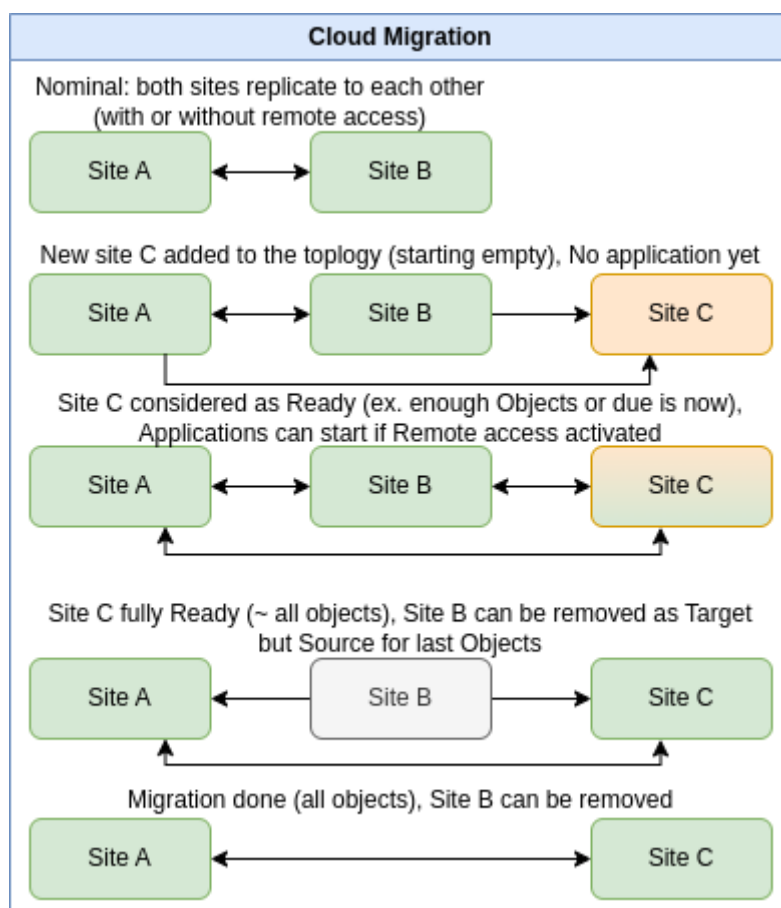 Cloud Migration
Nominal: both sites replicate to each other
(with or without remote access)
Site A
Site B
New site C added to the toplogy (starting empty), No application yet
Site A
Site B
Site C
Site C considered as Ready (ex. enough Objects or due is now),
Applications can start if Remote access activated
Site A
Site B
Site C
Site C fully Ready (~ all objects), Site B can be removed as Target
but Source for last Objects
Site A
Site B
Site C
Migration done (all objects), Site B can be removed
Site A
Site C